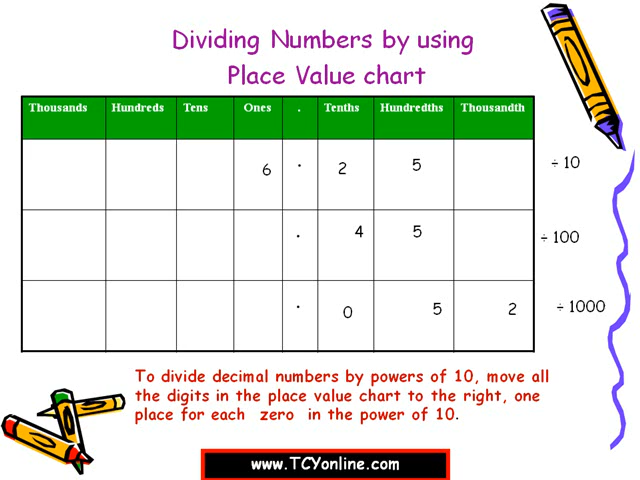 Dividing Numbers by using
Place Value chart
Thousands Hundreds Tens Ones . Tenths Hundredths Thousandth
6 . 2 5 ÷ 10
. 4 5 ÷ 100
. 0 5 2 ÷ 1000
To divide decimal numbers by powers of 10, move all
the digits in the place value chart to the right, one
place for each zero in the power of 10.
www.TCYonline.com